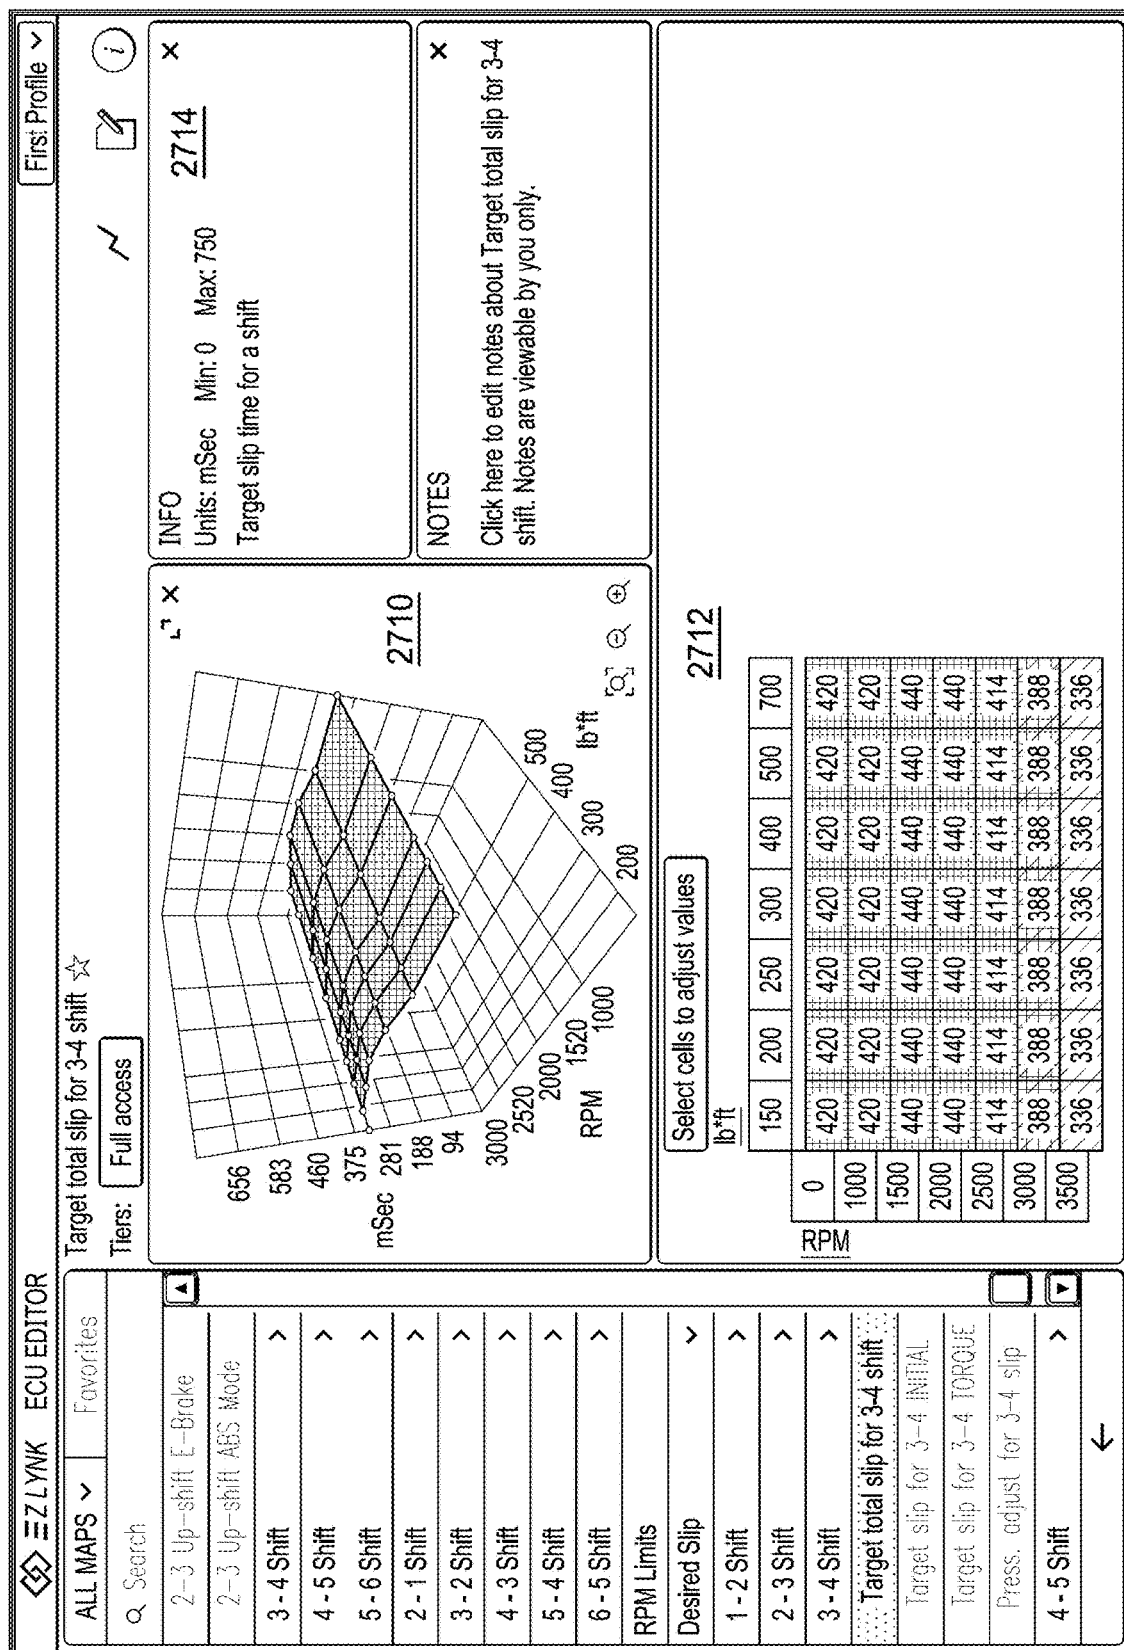 EZ LYNK ECU EDITOR
First Profile
ALL MAPS Favorites
Search
2-3 Up-shift E-Brake
2-3 Up-shift ABS Mode
3 - 4 Shift
4 - 5 Shift
5 - 6 Shift
2 - 1 Shift
3 - 2 Shift
4 - 3 Shift
5 - 4 Shift
6 - 5 Shift
RPM Limits
Desired Slip
1 - 2 Shift
2 - 3 Shift
3 - 4 Shift
Target total slip for 3-4 shift
Target slip for 3-4 INITIAL
Target slip for 3-4 TORQUE
Press. adjust for 3-4 slip
4 - 5 Shift
Target total slip for 3-4 shift
Tiers: Full access
i
656
583
460
375
mSec 281
188
94
3000
2520
2000
1520
1000
RPM
200
300
400
500
lb*ft
2710
INFO
2714
Units: mSec Min: 0 Max: 750
Target slip time for a shift
NOTES
Click here to edit notes about Target total slip for 3-4
shift. Notes are viewable by you only.
Select cells to adjust values
2712
lb*ft
150 200 250 300 400 500 700
RPM
0 420 420 420 420 420 420 420
1000 420 420 420 420 420 420 420
1500 440 440 440 440 440 440 440
2000 440 440 440 440 440 440 440
2500 414 414 414 414 414 414 414
3000 388 388 388 388 388 388 388
3500 336 336 336 336 336 336 336